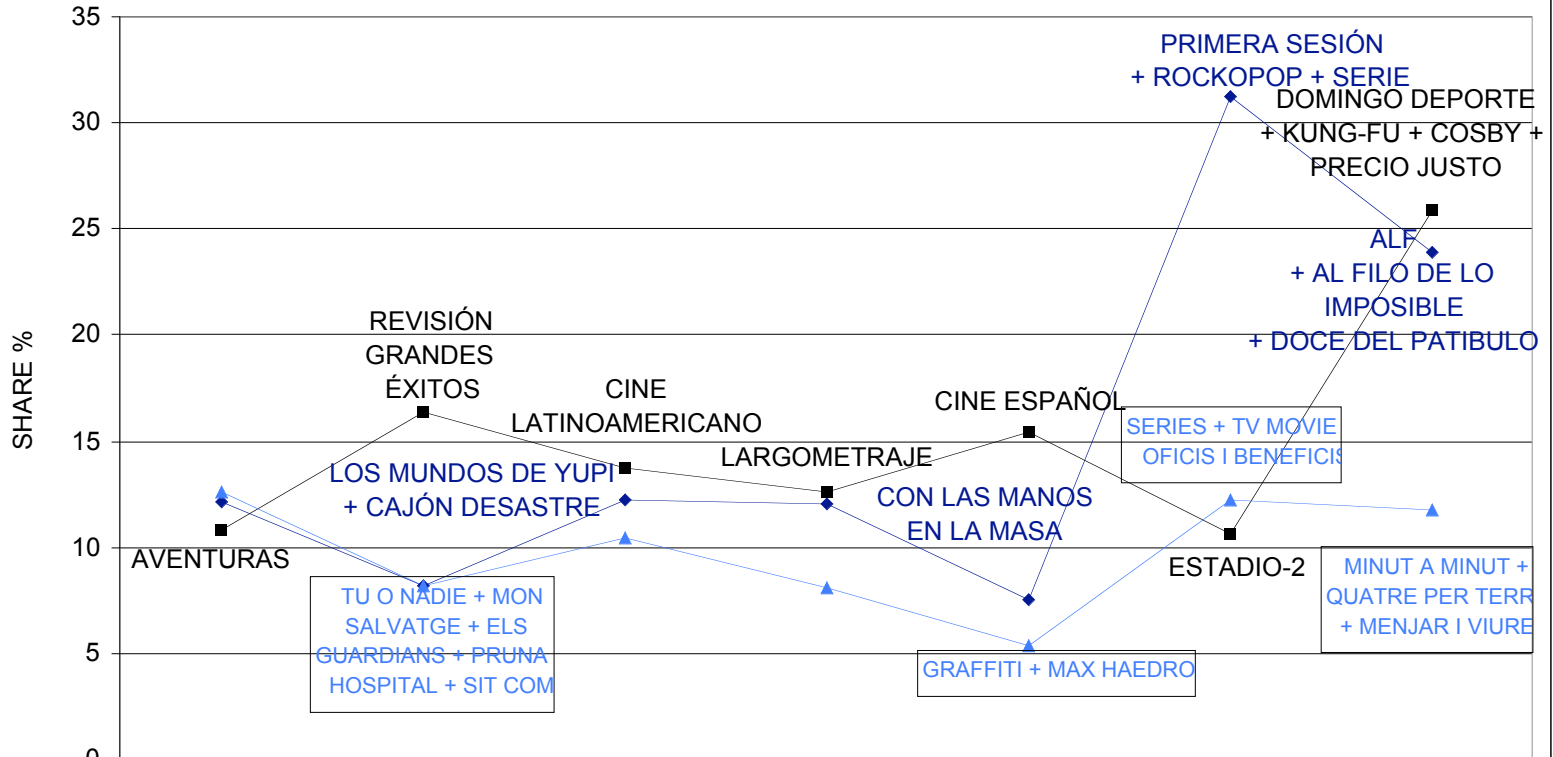 35
30
25
20
15
10
5
0
SHARE %
PRIMERA SESIÓN
+ ROCKOPOP + SERIE
DOMINGO DEPORTE
+ KUNG-FU + COSBY +
PRECIO JUSTO
ALF
+ AL FILO DE LO
IMPOSIBLE
+ DOCE DEL PATIBULO
REVISIÓN
GRANDES
ÉXITOS
CINE
LATINOAMERICANO
LARGOMETRAJE
CINE ESPAÑOL
SERIES + TV MOVIE
OFICIS I BENEFICIS
LOS MUNDOS DE YUPI
+ CAJÓN DESASTRE
CON LAS MANOS
EN LA MASA
AVENTURAS
ESTADIO-2
TU O NADIE + MON
SALVATGE + ELS
GUARDIANS + PRUNA
HOSPITAL + SIT COM
GRAFFITI + MAX HAEDRO
MINUT A MINUT +
QUATRE PER TERR
+ MENJAR I VIURE